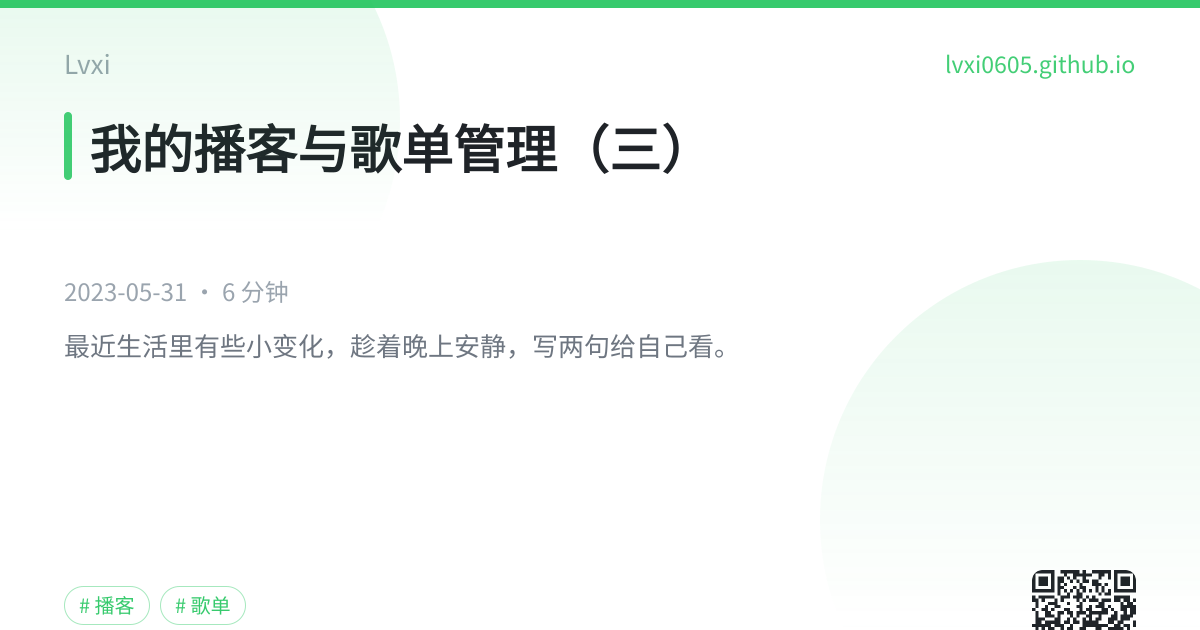 Lvxi
lvxi0605.github.io
我的播客与歌单管理（三）
2023-05-31 · 6 分钟
最近生活里有些小变化，趁着晚上安静，写两句给自己看。
# 播客
# 歌单